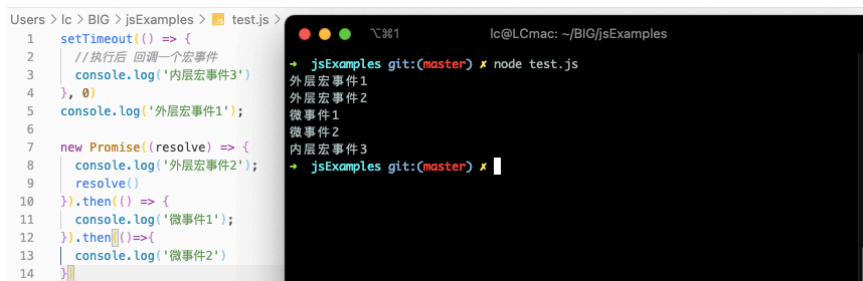 Users > lc > BIG > jsExamples > test.js >
1 setTimeout(() => {
2 //执行后 回调一个宏事件
3 console.log('内层宏事件3')
4 }, 0)
5 console.log('外层宏事件1');
6
7 new Promise((resolve) => {
8 console.log('外层宏事件2');
9 resolve()
10 }).then(() => {
11 console.log('微事件1');
12 }).then(()=>{
13 console.log('微事件2')
14 })
⌥⌘1 lc@LCmac: ~/BIG/jsExamples
→ jsExamples git:(master) ✗ node test.js
外层宏事件1
外层宏事件2
微事件1
微事件2
内层宏事件3
→ jsExamples git:(master) ✗